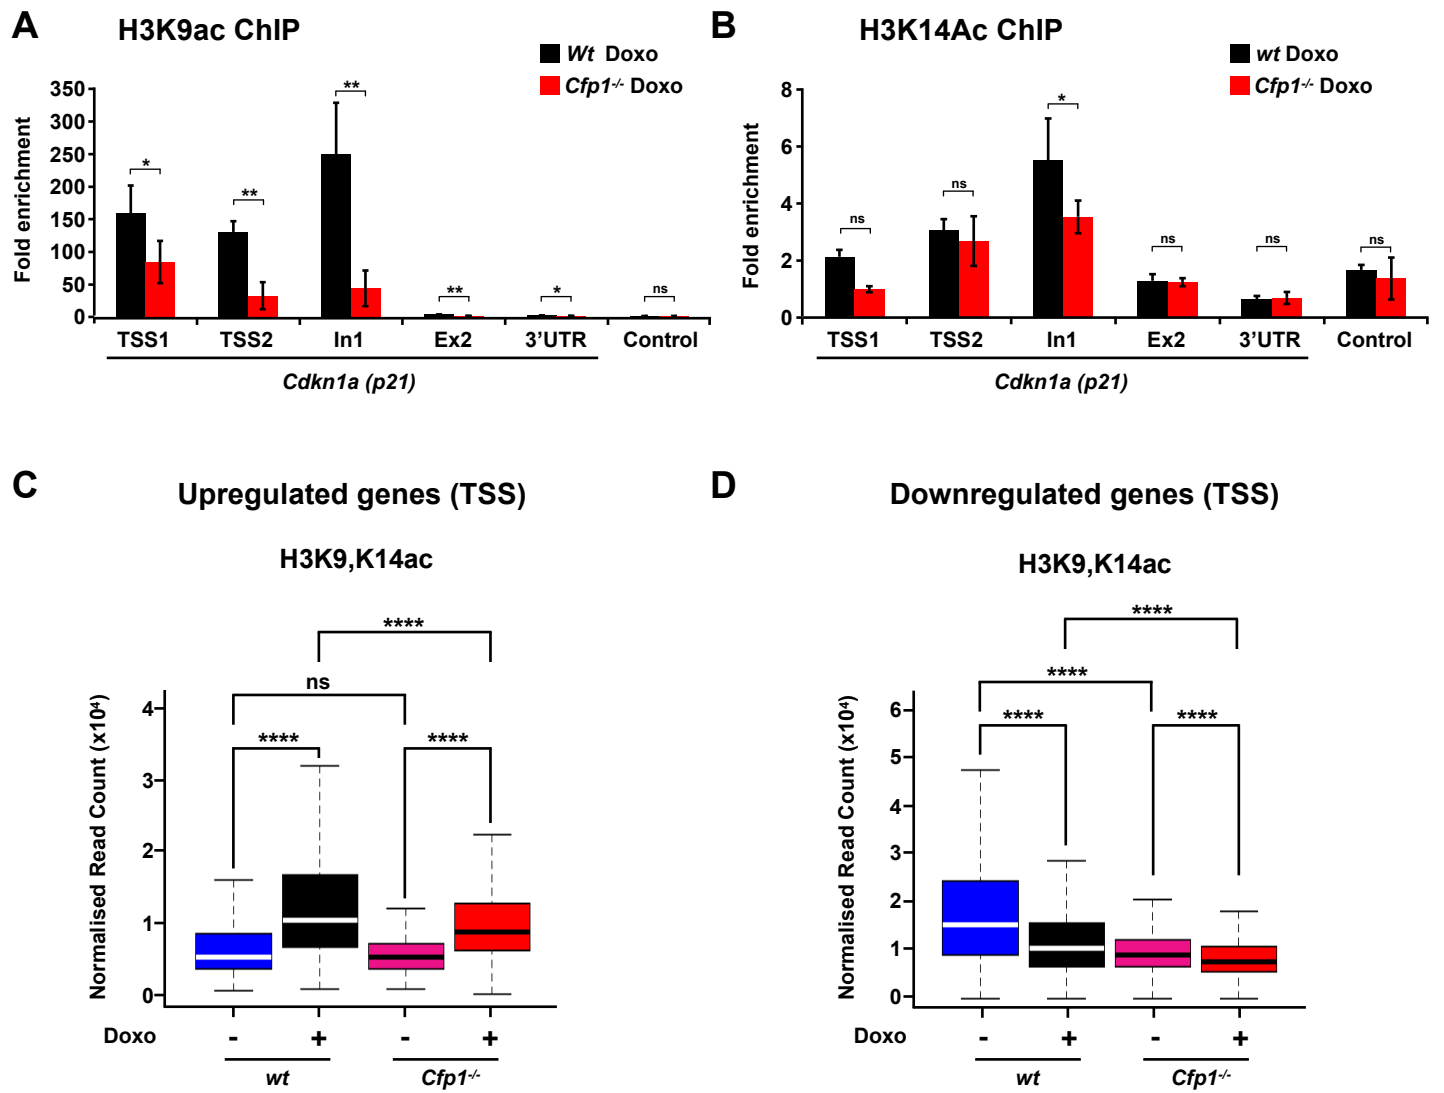 A
H3K9ac ChIP
Wt Doxo
Cfp1-/- Doxo
Fold enrichment
350
300
250
200
150
100
50
0
*
**
**
**
*
ns
TSS1 TSS2 In1 Ex2 3'UTR Control
Cdkn1a (p21)
B
H3K14Ac ChIP
wt Doxo
Cfp1-/- Doxo
Fold enrichment
8
6
4
2
0
ns
ns
*
ns
ns
ns
TSS1 TSS2 In1 Ex2 3'UTR Control
Cdkn1a (p21)
C
Upregulated genes (TSS)
H3K9,K14ac
Normalised Read Count (x10⁴)
4
3
2
1
0
****
ns
**** ****
Doxo - + - +
wt Cfp1-/-
D
Downregulated genes (TSS)
H3K9,K14ac
Normalised Read Count (x10⁴)
6
5
4
3
2
1
0
****
****
**** ****
Doxo - + - +
wt Cfp1-/-